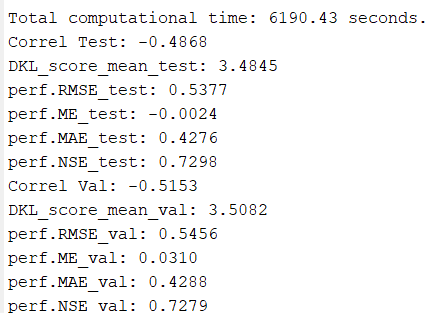 Total computational time: 6190.43 seconds.
Correl Test: -0.4868
DKL_score_mean_test: 3.4845
perf.RMSE_test: 0.5377
perf.ME_test: -0.0024
perf.MAE_test: 0.4276
perf.NSE_test: 0.7298
Correl Val: -0.5153
DKL_score_mean_val: 3.5082
perf.RMSE_val: 0.5456
perf.ME_val: 0.0310
perf.MAE_val: 0.4288
perf.NSE_val: 0.7279